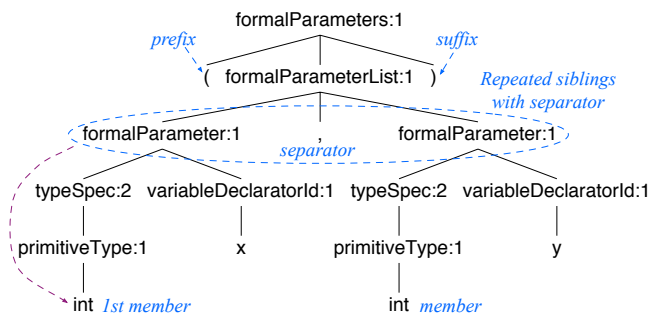 formalParameters:1
prefix
suffix
( formalParameterList:1 )
Repeated siblings
with separator
formalParameter:1 , formalParameter:1
separator
typeSpec:2 variableDeclaratorId:1 typeSpec:2 variableDeclaratorId:1
primitiveType:1 x primitiveType:1 y
int 1st member int member